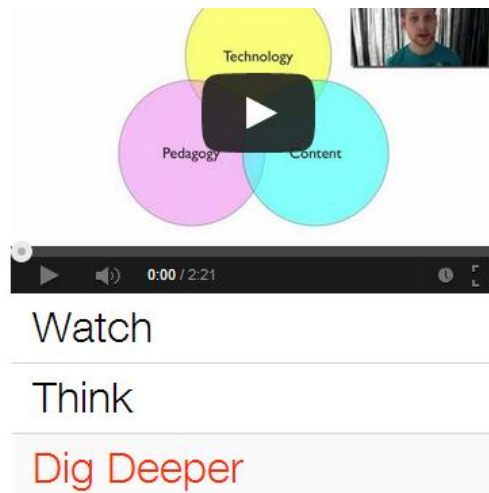 Technology
Pedagogy Content
0:00 / 2:21
Watch
Think
Dig Deeper